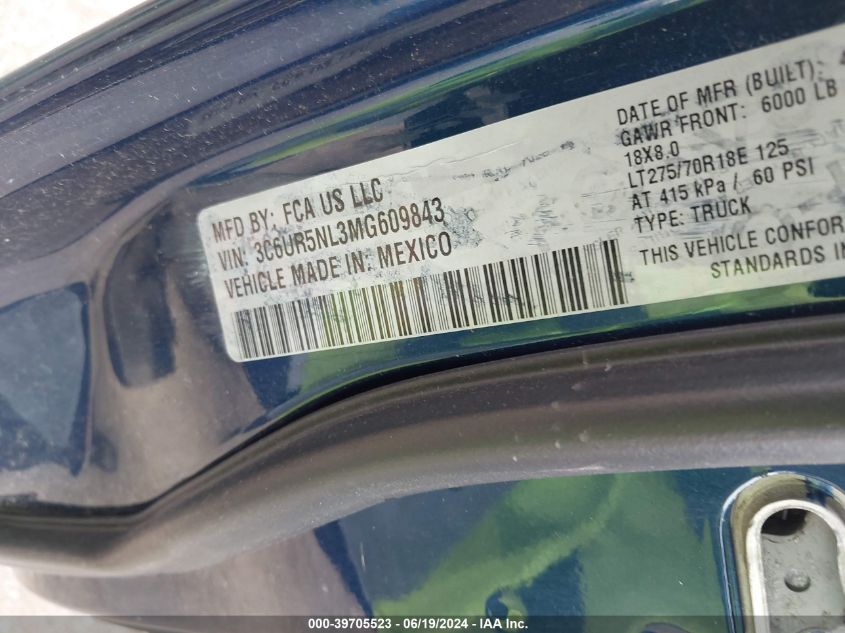 MFD BY: FCA US LLC
VIN: 3C6UR5NL3MG609843
VEHICLE MADE IN: MEXICO
DATE OF MFR (BUILT): 4
GAWR FRONT: 6000 LB
18X8.0
LT275/70R18E 125
AT 415 kPa / 60 PSI
TYPE: TRUCK
THIS VEHICLE CONFOR
STANDARDS IN
000-39705523 - 06/19/2024 - IAAI Inc.